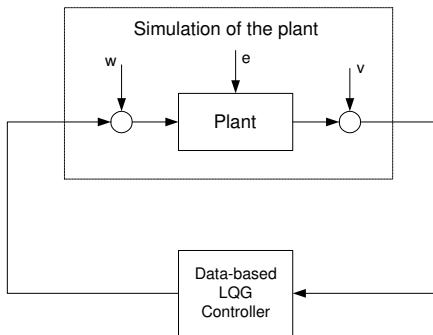 Simulation of the plant
w
e
v
Plant
Data-based
LQG
Controller